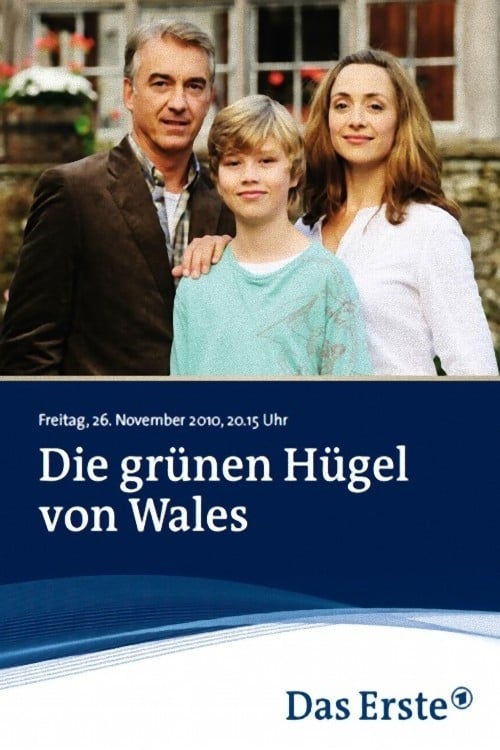 Freitag, 26. November 2010, 20.15 Uhr
Die grünen Hügel
von Wales
Das Erste